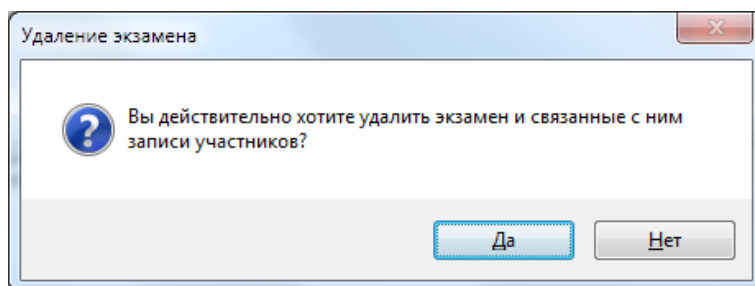 Удаление экзамена
Вы действительно хотите удалить экзамен и связанные с ним
записи участников?
Да
Нет